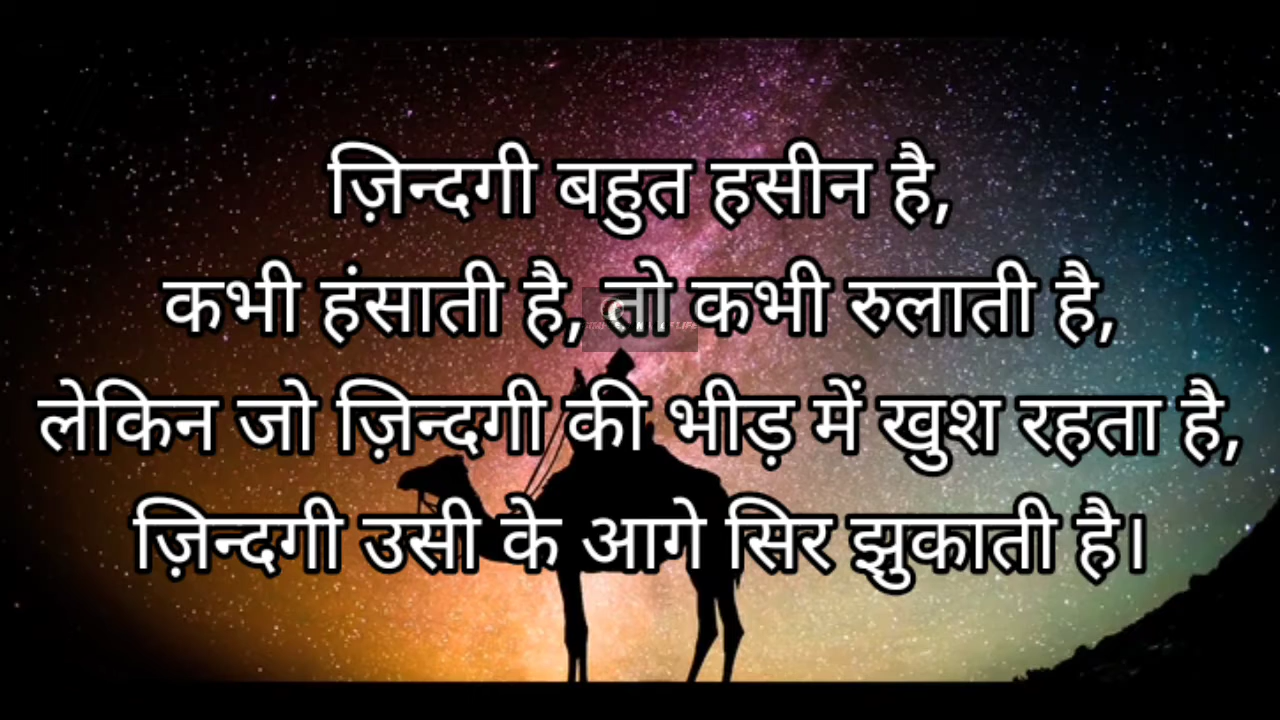 ज़िन्दगी बहुत हसीन है,
कभी हंसाती है, तो कभी रुलाती है,
लेकिन जो ज़िन्दगी की भीड़ में खुश रहता है,
ज़िन्दगी उसी के आगे सिर झुकाती है।